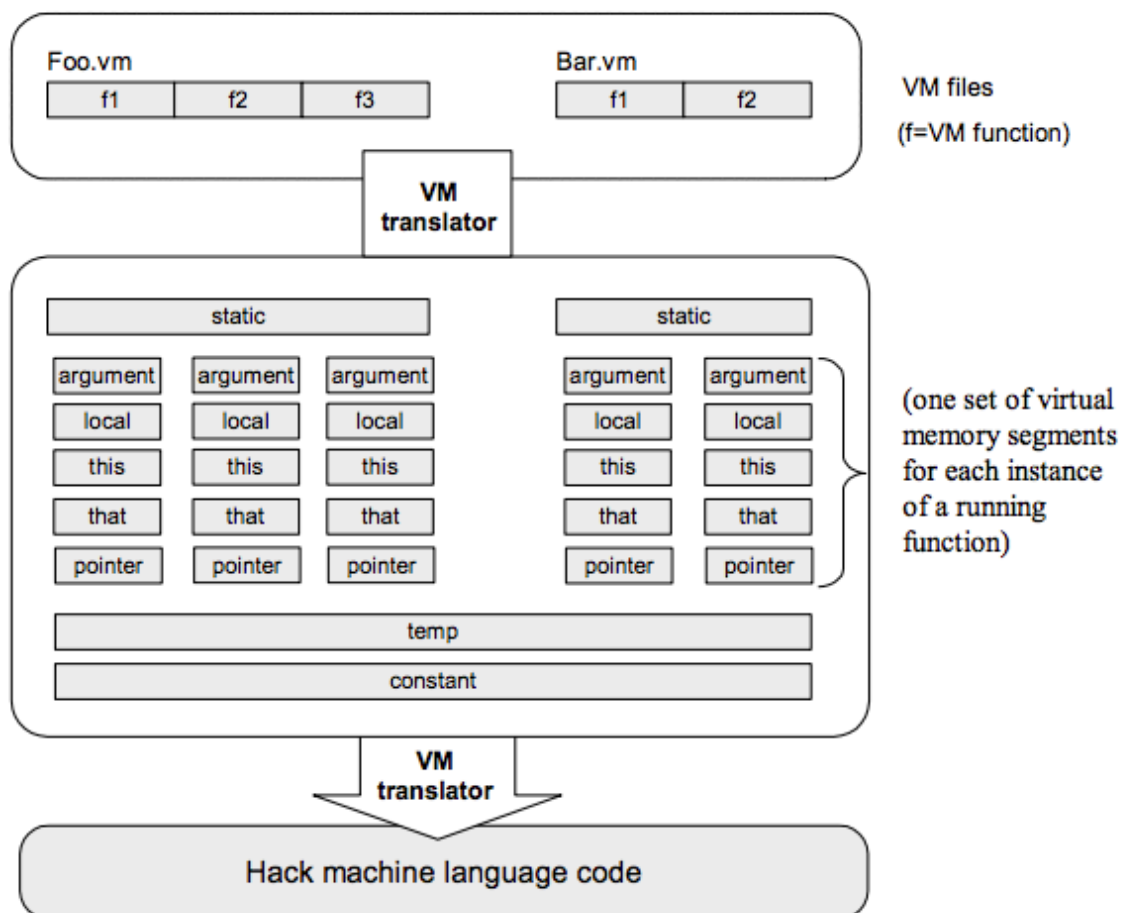 Foo.vm
Bar.vm
f1 f2 f3
f1 f2
VM files
(f=VM function)
VM
translator
static
static
argument argument argument argument argument
local local local local local
this this this this this
that that that that that
pointer pointer pointer pointer pointer
(one set of virtual
memory segments
for each instance
of a running
function)
temp
constant
VM
translator
Hack machine language code